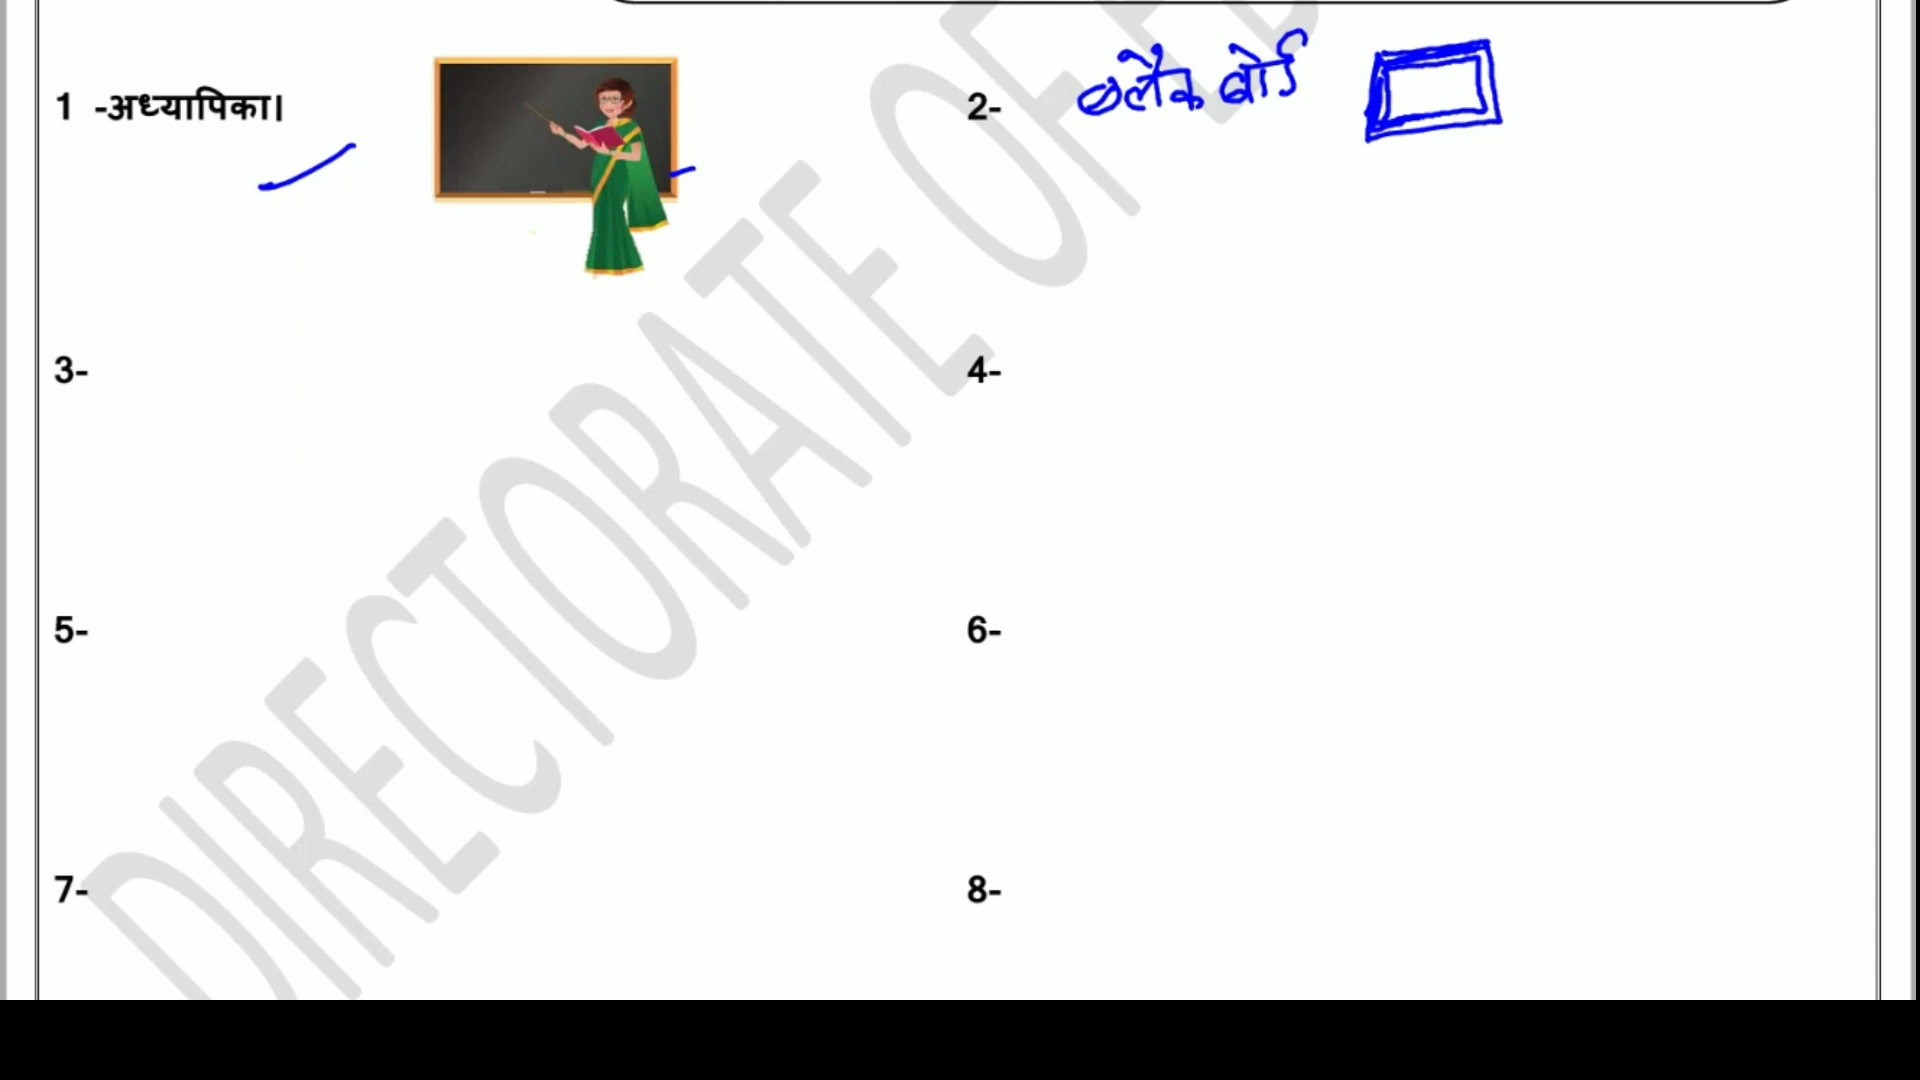 1 -अध्यापिका।
2- ब्लैक बोर्ड
3-
4-
5-
6-
7-
8-
DIRECTORATE OF